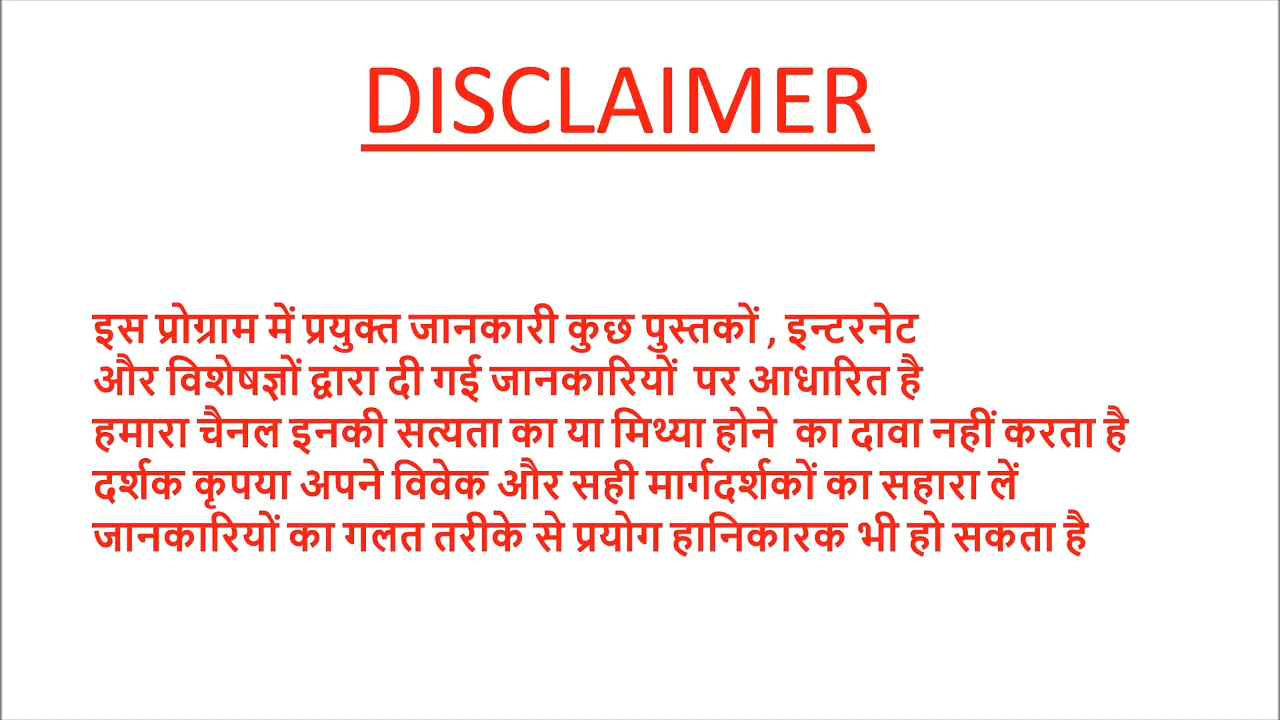 DISCLAIMER
इस प्रोग्राम में प्रयुक्त जानकारी कुछ पुस्तकों , इन्टरनेट
और विशेषज्ञों द्वारा दी गई जानकारियों  पर आधारित है
हमारा चैनल इनकी सत्यता का या मिथ्या होने  का दावा नहीं करता है
दर्शक कृपया अपने विवेक और सही मार्गदर्शकों का सहारा लें
जानकारियों का गलत तरीके से प्रयोग हानिकारक भी हो सकता है